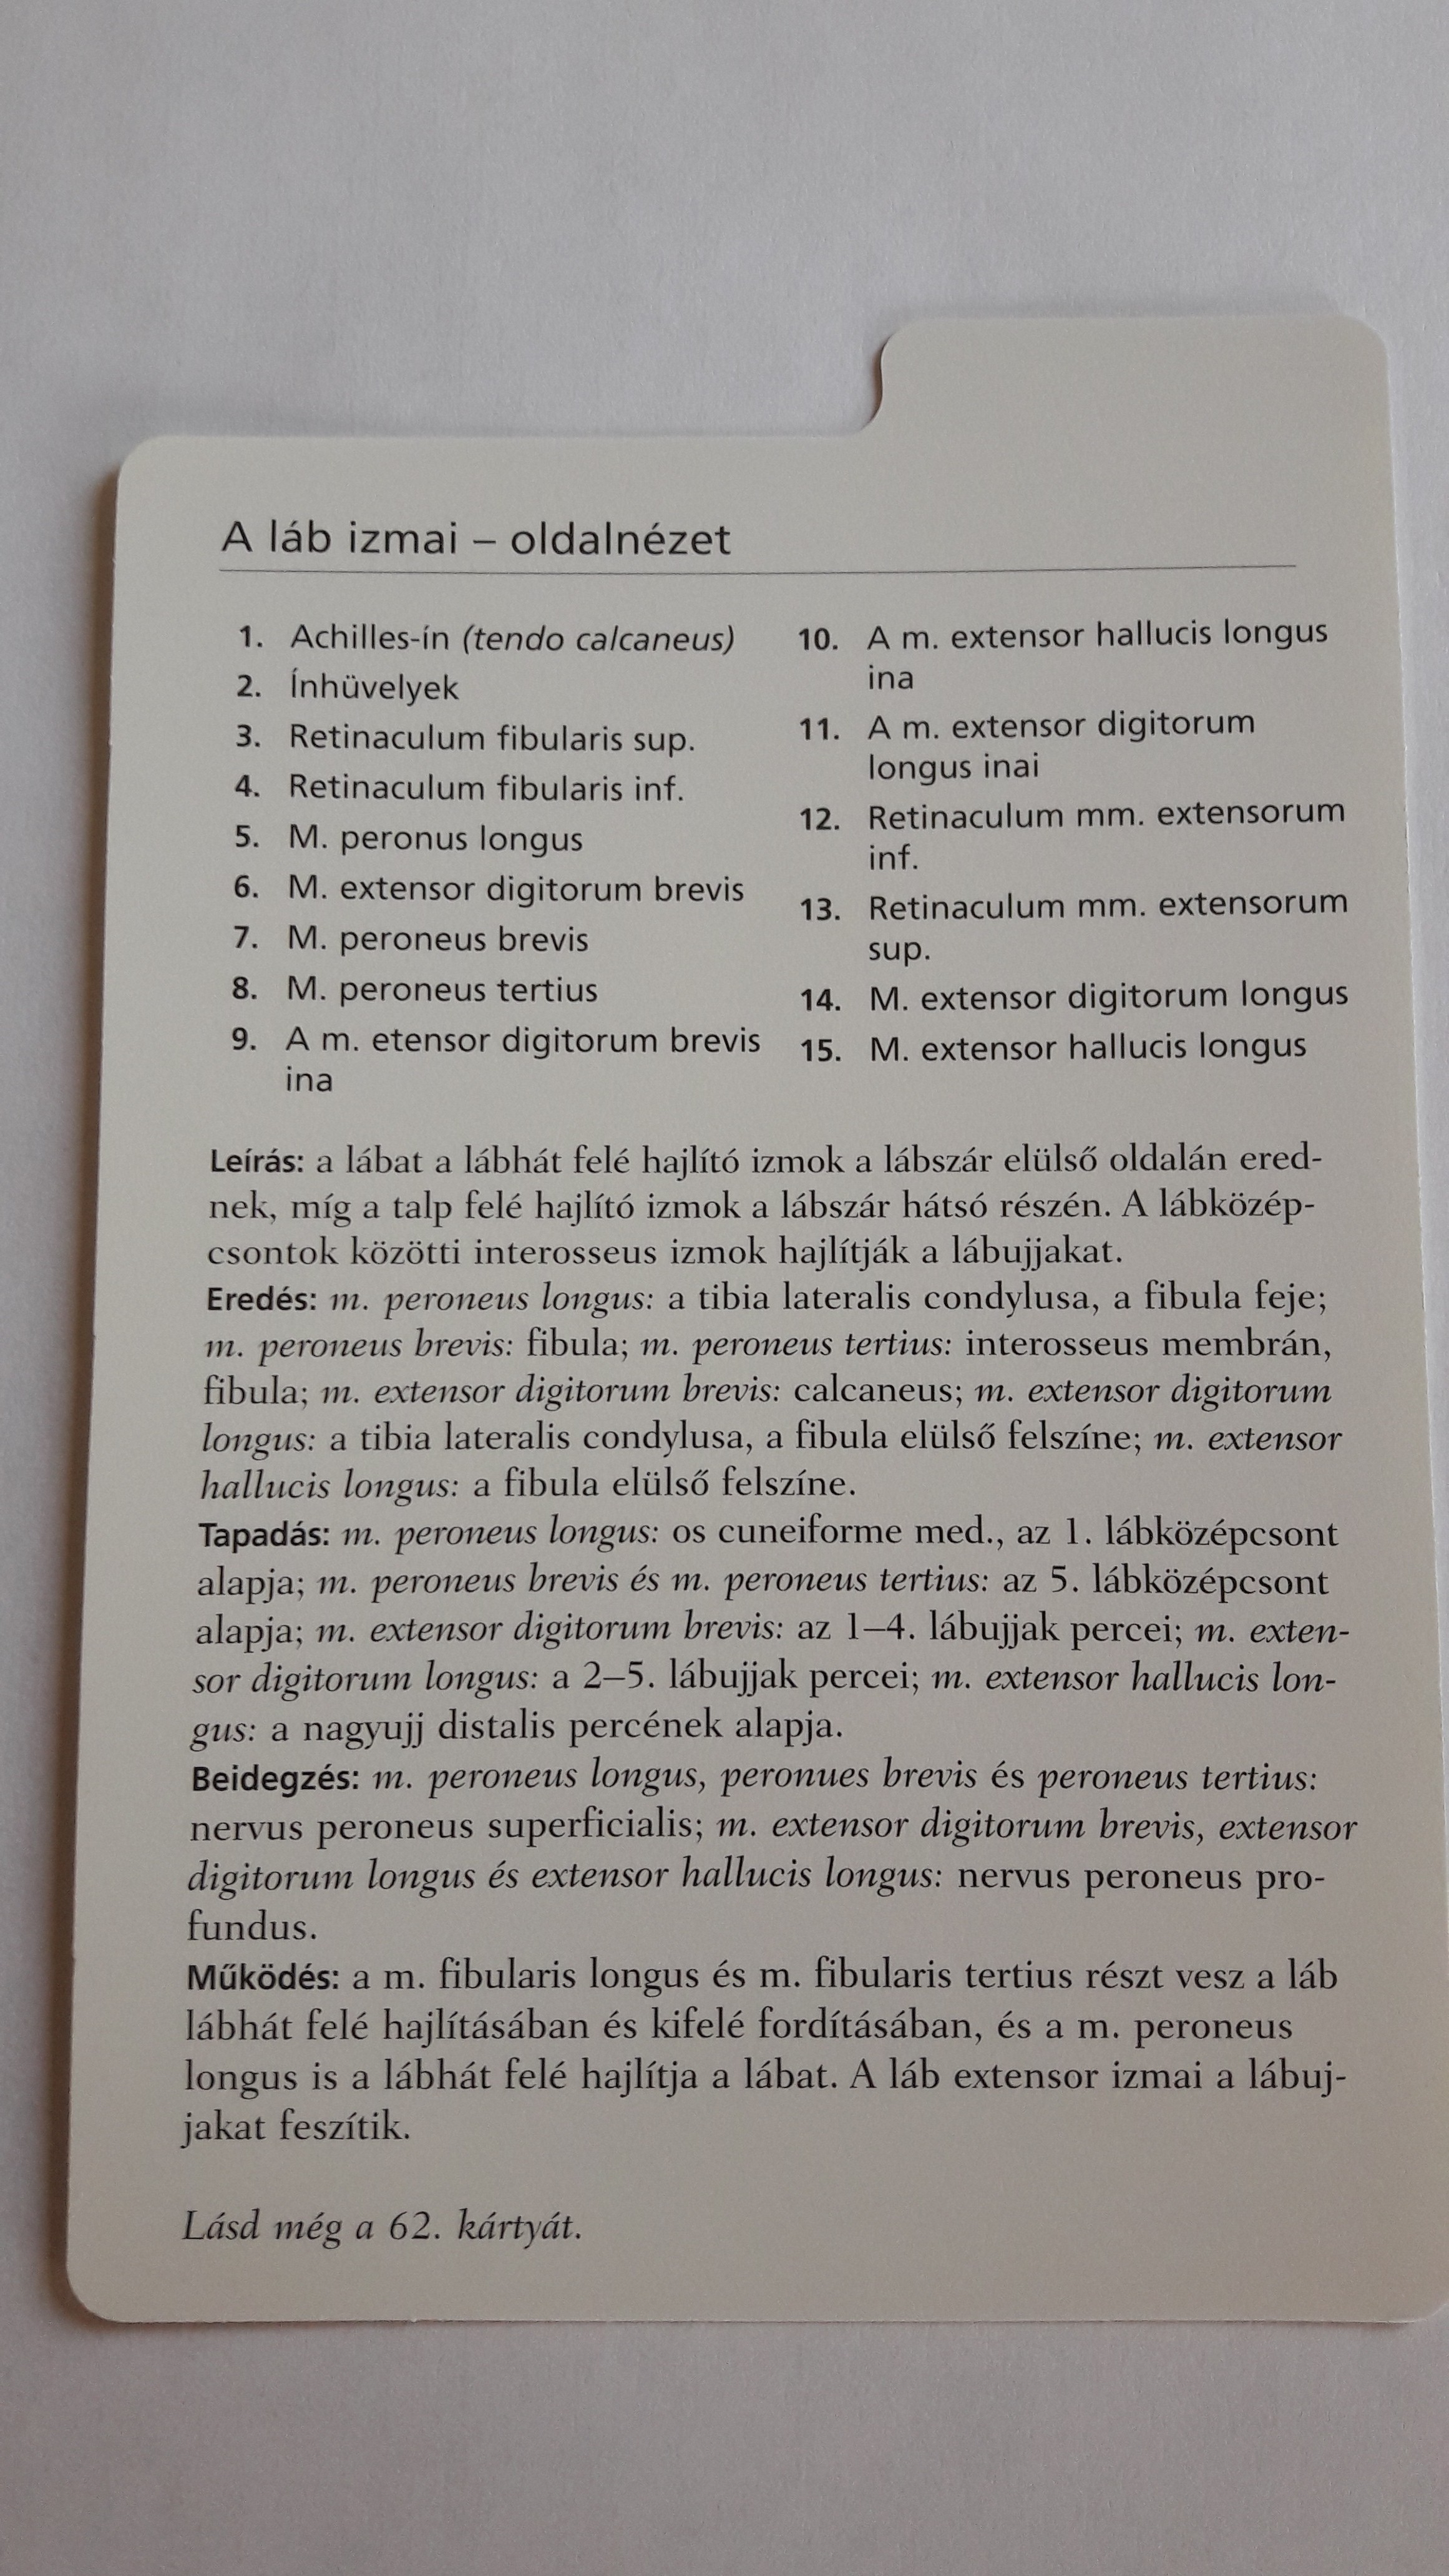 A láb izmai – oldalnézet
1. Achilles-ín (tendo calcaneus)
2. Ínhüvelyek
3. Retinaculum fibularis sup.
4. Retinaculum fibularis inf.
5. M. peronus longus
6. M. extensor digitorum brevis
7. M. peroneus brevis
8. M. peroneus tertius
9. A m. etensor digitorum brevis
ina
10. A m. extensor hallucis longus
ina
11. A m. extensor digitorum
longus inai
12. Retinaculum mm. extensorum
inf.
13. Retinaculum mm. extensorum
sup.
14. M. extensor digitorum longus
15. M. extensor hallucis longus
Leírás: a lábat a lábhát felé hajlító izmok a lábszár elülső oldalán ered-
nek, míg a talp felé hajlító izmok a lábszár hátsó részén. A lábközép-
csontok közötti interosseus izmok hajlítják a lábujjakat.
Eredés: m. peroneus longus: a tibia lateralis condylusa, a fibula feje;
m. peroneus brevis: fibula; m. peroneus tertius: interosseus membrán,
fibula; m. extensor digitorum brevis: calcaneus; m. extensor digitorum
longus: a tibia lateralis condylusa, a fibula elülső felszíne; m. extensor
hallucis longus: a fibula elülső felszíne.
Tapadás: m. peroneus longus: os cuneiforme med., az 1. lábközépcsont
alapja; m. peroneus brevis és m. peroneus tertius: az 5. lábközépcsont
alapja; m. extensor digitorum brevis: az 1–4. lábujjak percei; m. exten-
sor digitorum longus: a 2–5. lábujjak percei; m. extensor hallucis lon-
gus: a nagyujj distalis percének alapja.
Beidegzés: m. peroneus longus, peronues brevis és peroneus tertius:
nervus peroneus superficialis; m. extensor digitorum brevis, extensor
digitorum longus és extensor hallucis longus: nervus peroneus pro-
fundus.
Működés: a m. fibularis longus és m. fibularis tertius részt vesz a láb
lábhát felé hajlításában és kifelé fordításában, és a m. peroneus
longus is a lábhát felé hajlítja a lábat. A láb extensor izmai a lábuj-
jakat feszítik.
Lásd még a 62. kártyát.